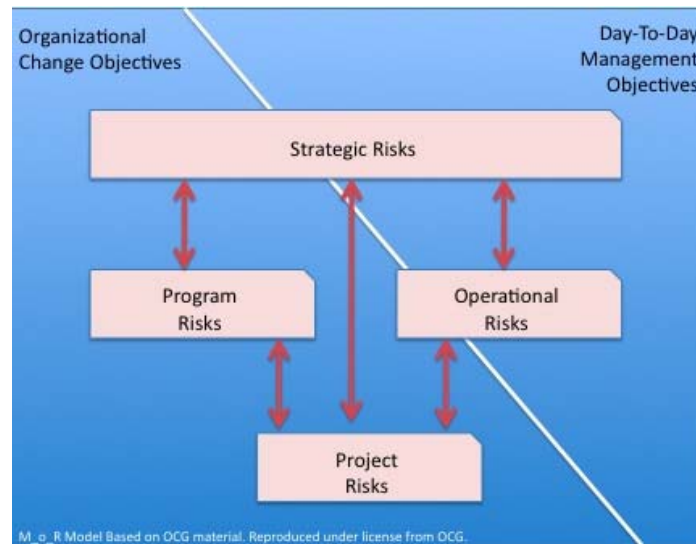 Organizational
Change Objectives
Day-To-Day
Management
Objectives
Strategic Risks
Program
Risks
Operational
Risks
Project
Risks
M_o_R Model Based on OCG material. Reproduced under license from OCG.